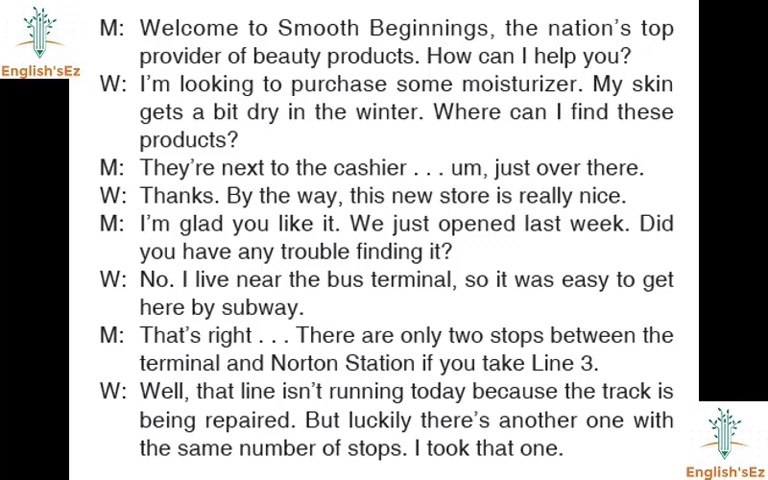 English'sEz
M: Welcome to Smooth Beginnings, the nation's top
provider of beauty products. How can I help you?
W: I'm looking to purchase some moisturizer. My skin
gets a bit dry in the winter. Where can I find these
products?
M: They're next to the cashier . . . um, just over there.
W: Thanks. By the way, this new store is really nice.
M: I'm glad you like it. We just opened last week. Did
you have any trouble finding it?
W: No. I live near the bus terminal, so it was easy to get
here by subway.
M: That's right . . . There are only two stops between the
terminal and Norton Station if you take Line 3.
W: Well, that line isn't running today because the track is
being repaired. But luckily there's another one with
the same number of stops. I took that one.
English'sEz